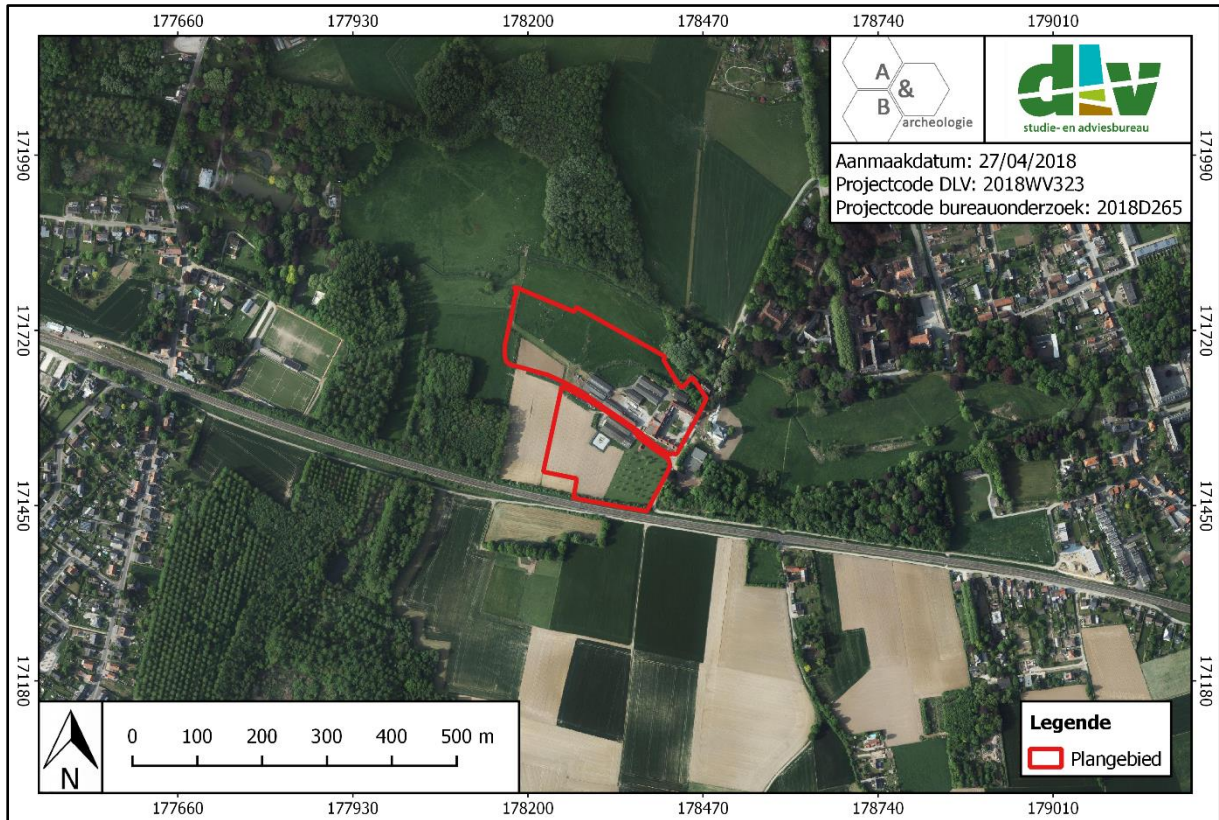 177660 177930 178200 178470 178740 179010
A
&
B
archeologie
dlv
studie- en adviesbureau
Aanmaakdatum: 27/04/2018
Projectcode DLV: 2018WV323
Projectcode bureauonderzoek: 2018D265
171990 171990
171720 171720
171450 171450
171180 171180
N
0 100 200 300 400 500 m
Legende
Plangebied
177660 177930 178200 178470 178740 179010